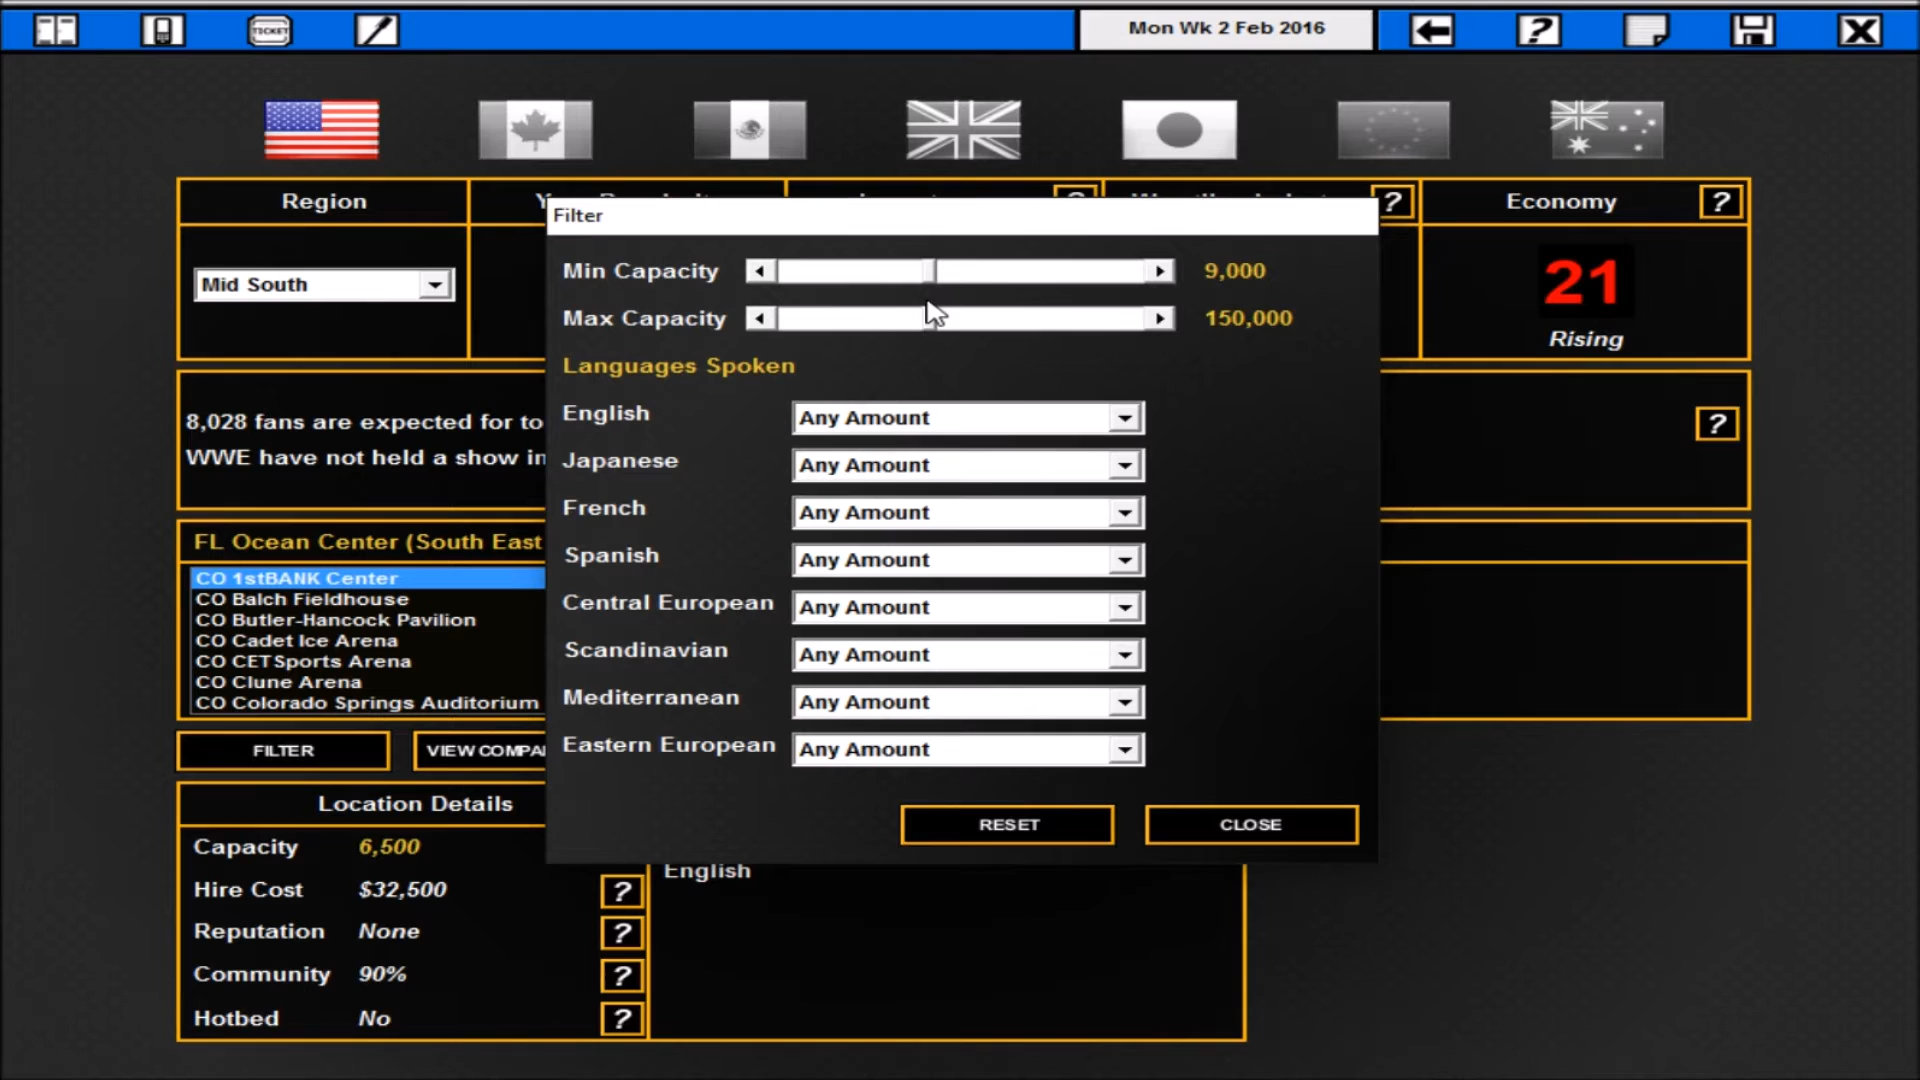 TICKET
Mon Wk 2 Feb 2016
?
Region
?
Economy
?
Filter
Mid South
Min Capacity
9,000
Max Capacity
150,000
21
Rising
Languages Spoken
8,028 fans are expected for to
WWE have not held a show in
?
English
Any Amount
Japanese
Any Amount
French
Any Amount
Spanish
Any Amount
Central European
Any Amount
Scandinavian
Any Amount
Mediterranean
Any Amount
Eastern European
Any Amount
RESET
CLOSE
FL Ocean Center (South East
CO 1stBANK Center
CO Balch Fieldhouse
CO Butler-Hancock Pavilion
CO Cadet Ice Arena
CO CETSports Arena
CO Clune Arena
CO Colorado Springs Auditorium
FILTER
VIEW COMPA
Location Details
Capacity 6,500
Hire Cost $32,500 ?
Reputation None ?
Community 90% ?
Hotbed No ?
English